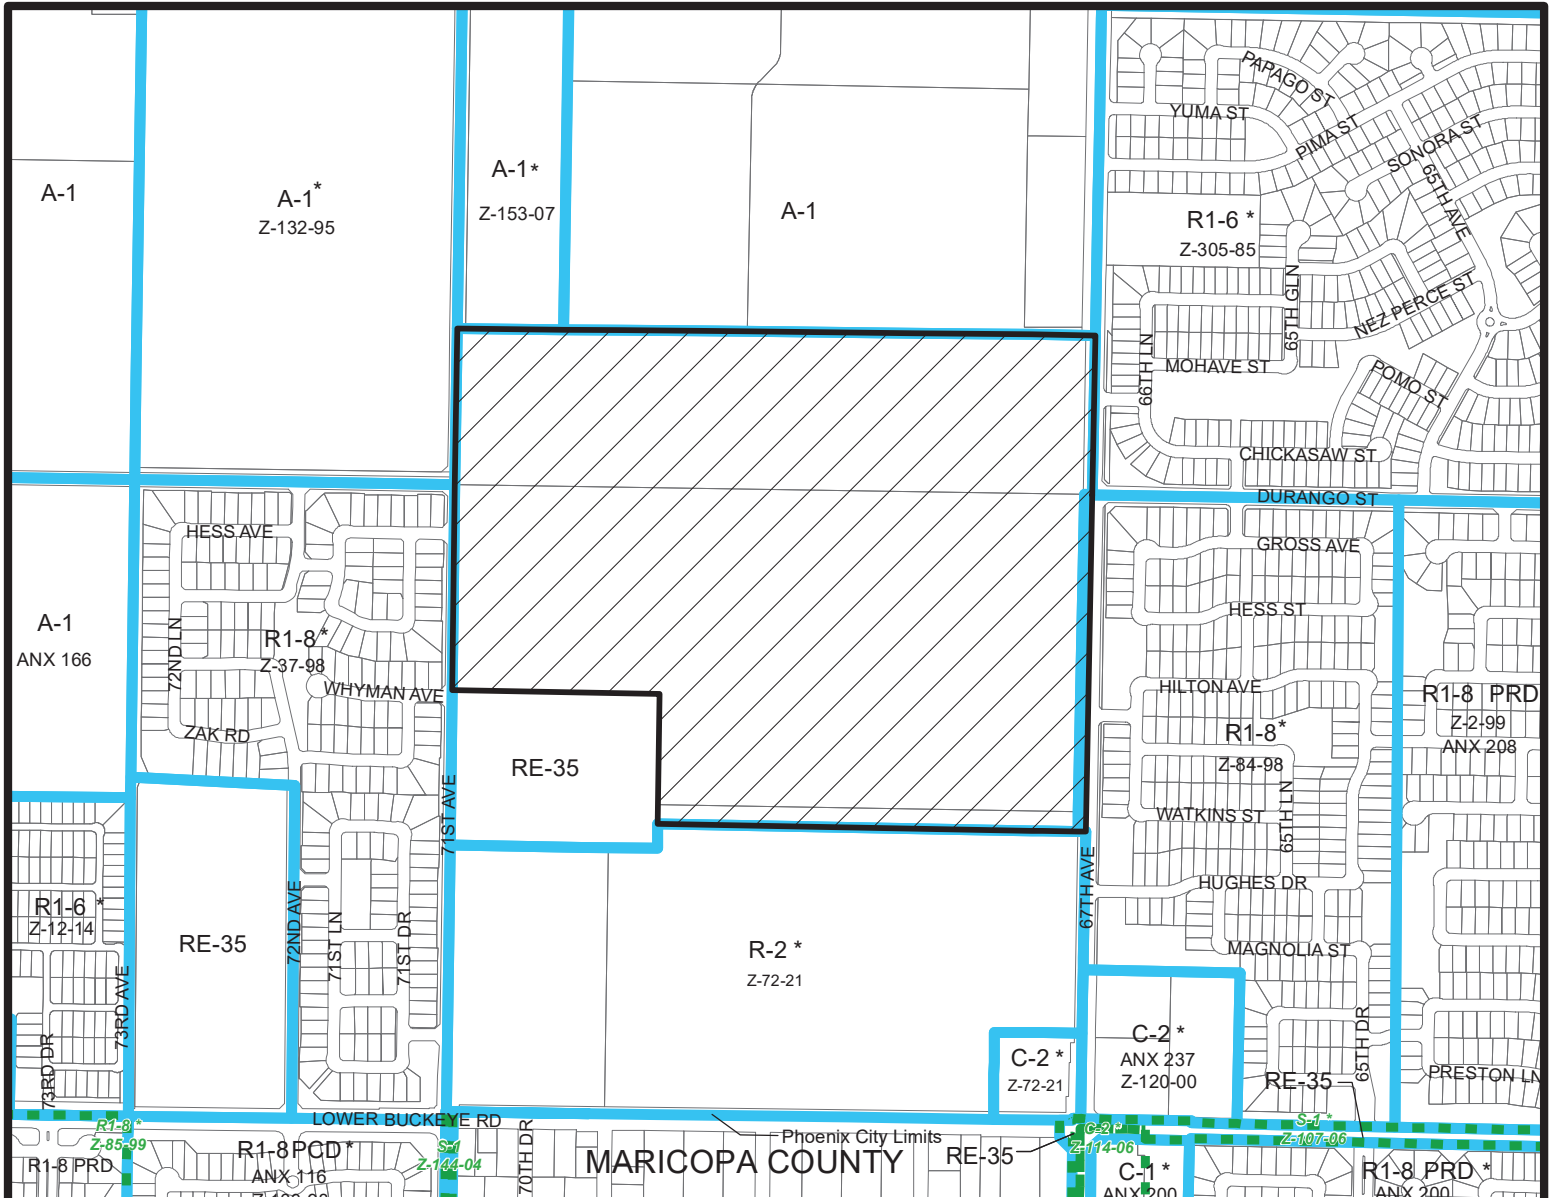 PAPAGO ST
YUMA ST
PIMA ST
SONORA ST
65TH AVE
A-1
A-1*
Z-132-95
A-1*
Z-153-07
A-1
R1-6 *
Z-305-85
65TH GLN
NEZ PERCE ST
66TH LN
MOHAVE ST
POMO ST
CHICKASAW ST
DURANGO ST
HESS AVE
GROSS AVE
HESS ST
A-1
ANX 166
72ND LN
R1-8*
Z-37-98
WHYMAN AVE
ZAK RD
HILTON AVE
R1-8*
Z-84-98
R1-8 PRD
Z-2-99
ANX 208
RE-35
71ST AVE
WATKINS ST
65TH LN
HUGHES DR
67TH AVE
R1-6 *
Z-12-14
RE-35
72ND AVE
71ST LN
71ST DR
R-2 *
Z-72-21
MAGNOLIA ST
73RD AVE
73RD DR
C-2 *
Z-72-21
C-2 *
ANX 237
Z-120-00
65TH DR
RE-35
PRESTON LN
LOWER BUCKEYE RD
R1-8 *
Z-85-99
R1-8 PRD
R1-8 PCD *
ANX 116
S-1
Z-144-04
70TH DR
Phoenix City Limits
MARICOPA COUNTY
RE-35
C-2 *
Z-114-06
S-1 *
Z-107-06
C-1 *
ANX 200
R1-8 PRD *
ANX 200